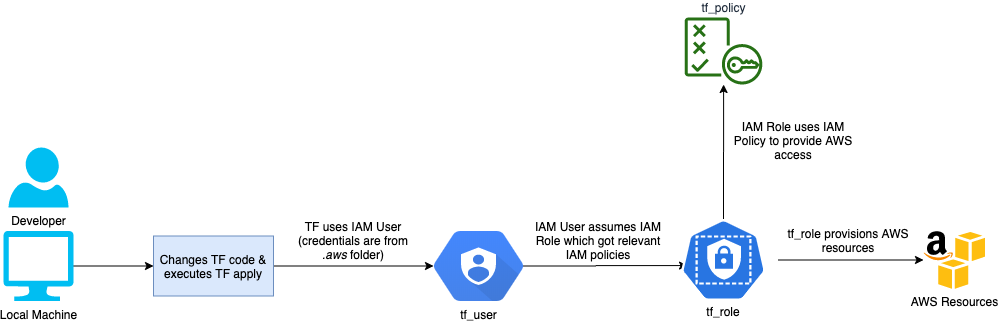 tf_policy
IAM Role uses IAM
Policy to provide AWS
access
Developer
Local Machine
Changes TF code &
executes TF apply
TF uses IAM User
(credentials are from
.aws folder)
tf_user
IAM User assumes IAM
Role which got relevant
IAM policies
tf_role
tf_role provisions AWS
resources
a
AWS Resources